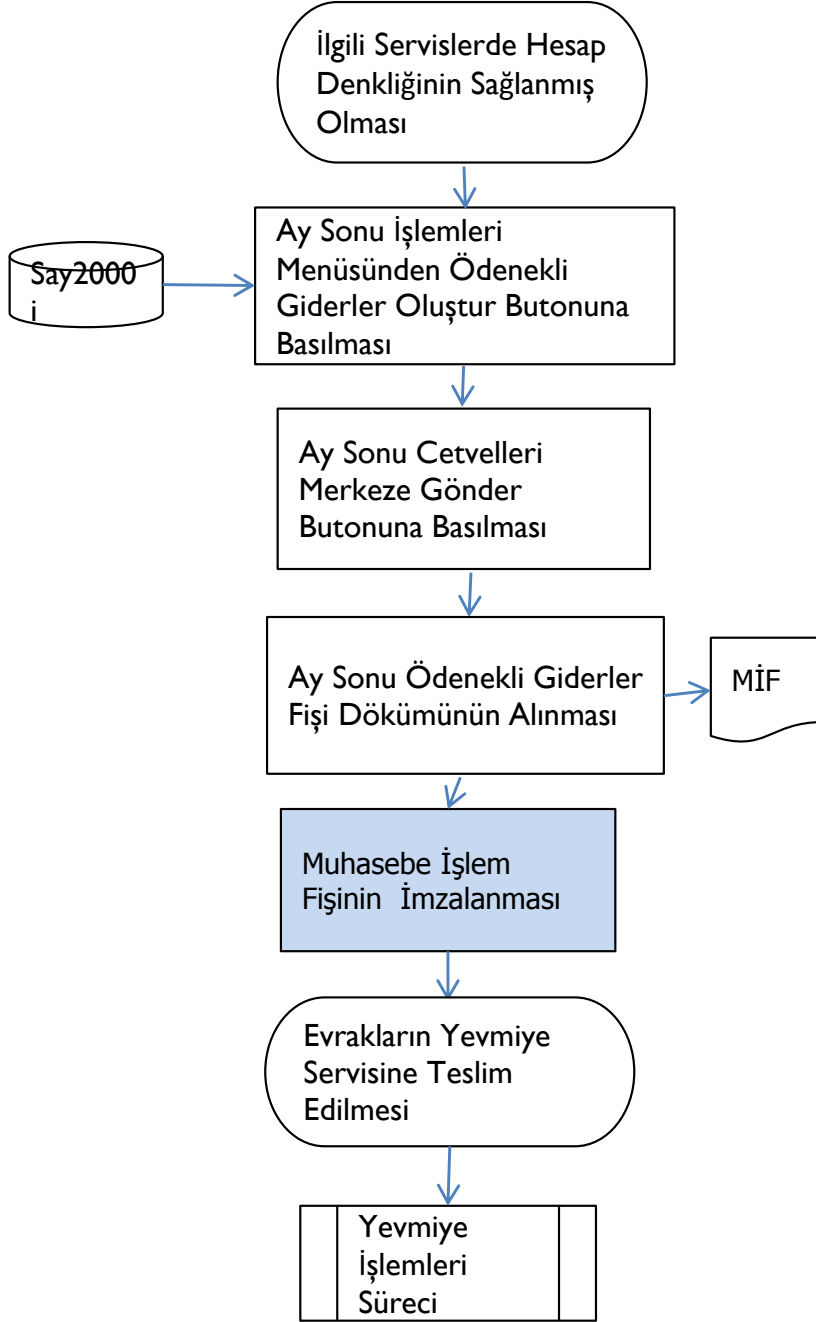 İlgili Servislerde Hesap
Denkliğinin Sağlanmış
Olması
Ay Sonu İşlemleri
Menüsünden Ödenekli
Giderler Oluştur Butonuna
Basılması
Say2000
i
Ay Sonu Cetvelleri
Merkeze Gönder
Butonuna Basılması
Ay Sonu Ödenekli Giderler
Fişi Dökümünün Alınması
MİF
Muhasebe İşlem
Fişinin İmzalanması
Evrakların Yevmiye
Servisine Teslim
Edilmesi
Yevmiye
İşlemleri
Süreci